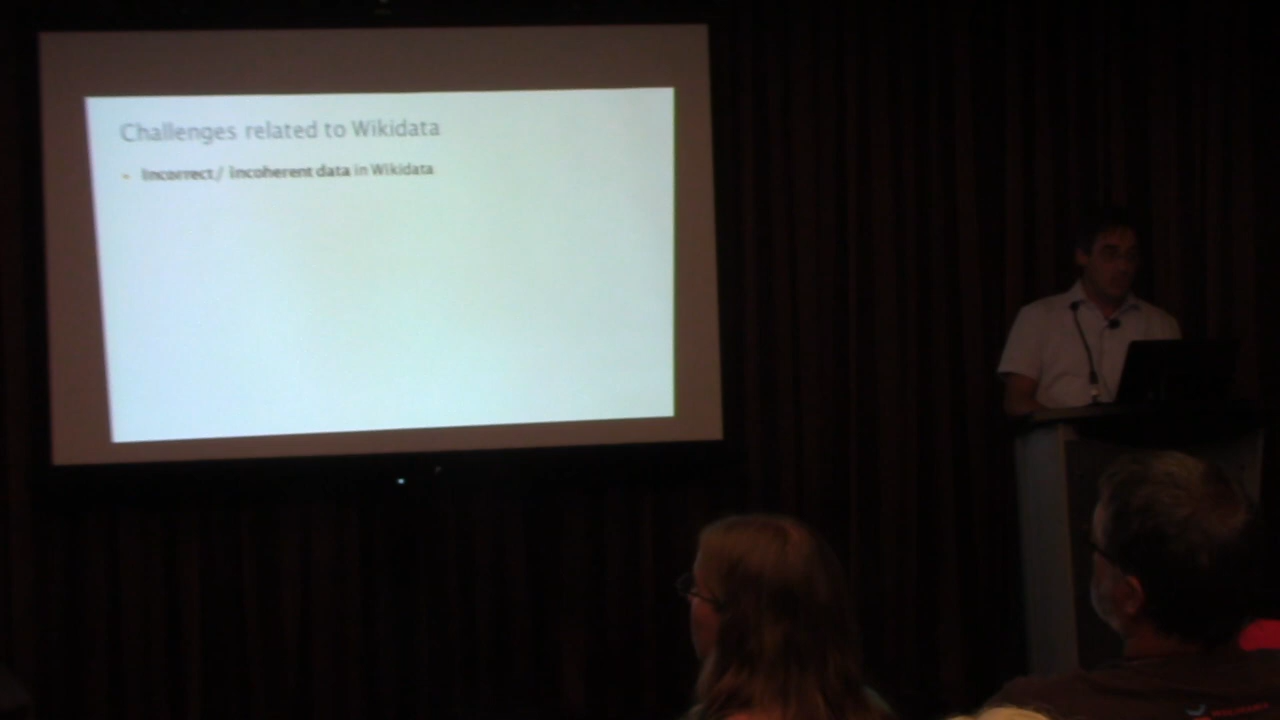 Challenges related to Wikidata
• Incorrect / Incoherent data in Wikidata